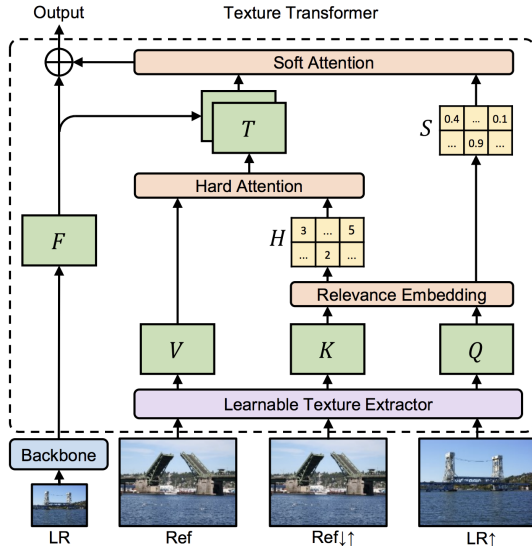 Output
Texture Transformer
Soft Attention
T
S
0.4 ... 0.1
... 0.9 ...
Hard Attention
F
H
3 ... 5
... 2 ...
Relevance Embedding
V
K
Q
Learnable Texture Extractor
Backbone
LR
Ref
Ref↓↑
LR↑